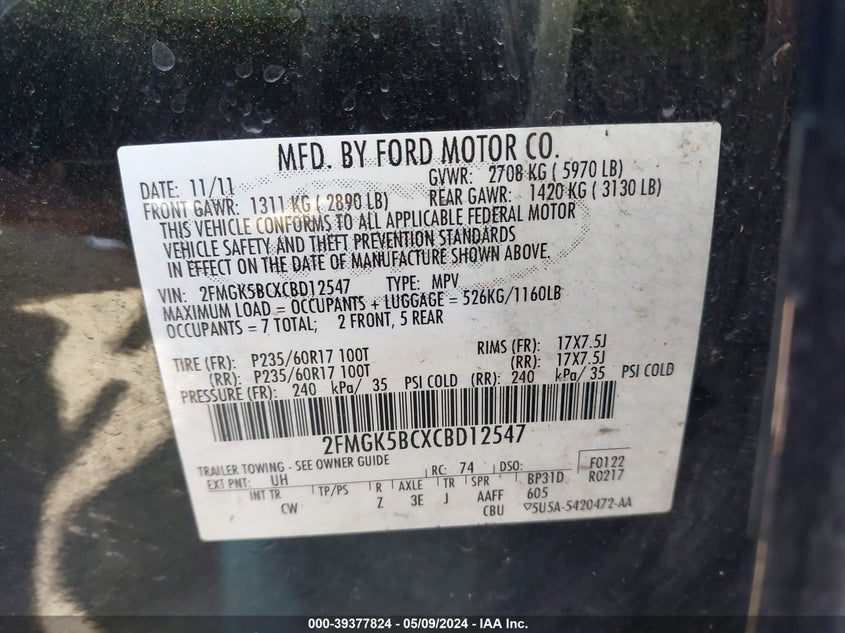 MFD. BY FORD MOTOR CO.
DATE: 11/11 GVWR: 2708 KG ( 5970 LB)
FRONT GAWR: 1311 KG ( 2890 LB) REAR GAWR: 1420 KG ( 3130 LB)
THIS VEHICLE CONFORMS TO ALL APPLICABLE FEDERAL MOTOR
VEHICLE SAFETY AND THEFT PREVENTION STANDARDS
IN EFFECT ON THE DATE OF MANUFACTURE SHOWN ABOVE.
VIN: 2FMGK5BCXCBD12547 TYPE: MPV
MAXIMUM LOAD = OCCUPANTS + LUGGAGE = 526KG/1160LB
OCCUPANTS = 7 TOTAL; 2 FRONT, 5 REAR
TIRE (FR): P235/60R17 100T RIMS (FR): 17X7.5J
(RR): P235/60R17 100T (RR): 17X7.5J
PRESSURE (FR): 240 kPa/ 35 PSI COLD (RR): 240 kPa/ 35 PSI COLD
2FMGK5BCXCBD12547
TRAILER TOWING - SEE OWNER GUIDE
EXT PNT: UH RC: 74 DSO: F0122
INT TR TP/PS R AXLE TR SPR BP31D R0217
CW Z 3E J AAFF 605
CBU ▽5U5A-5420472-AA
000-39377824 - 05/09/2024 - IAA Inc.